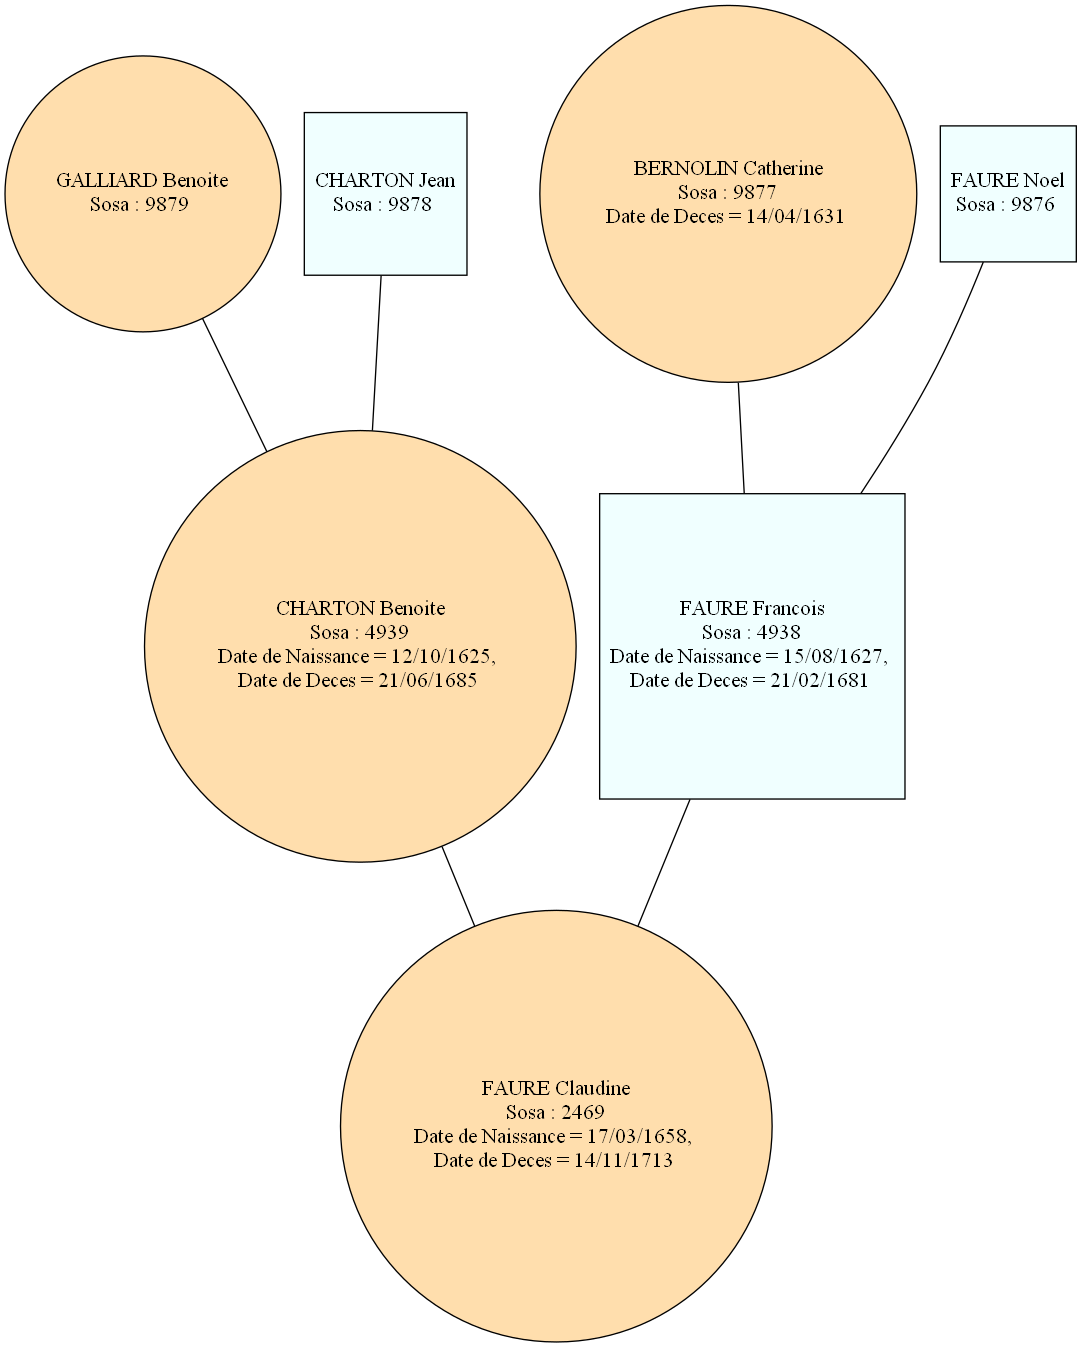 GALLIARD Benoite
Sosa : 9879
CHARTON Jean
Sosa : 9878
BERNOLIN Catherine
Sosa : 9877
Date de Deces = 14/04/1631
FAURE Noel
Sosa : 9876
CHARTON Benoite
Sosa : 4939
Date de Naissance = 12/10/1625,
Date de Deces = 21/06/1685
FAURE Francois
Sosa : 4938
Date de Naissance = 15/08/1627,
Date de Deces = 21/02/1681
FAURE Claudine
Sosa : 2469
Date de Naissance = 17/03/1658,
Date de Deces = 14/11/1713